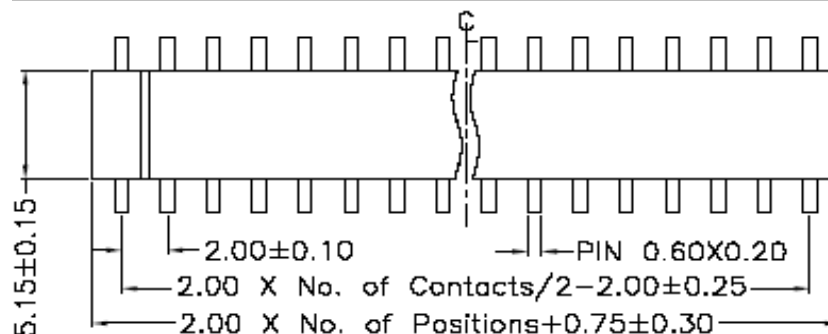 C
5.15±0.15
2.00±0.10
PIN 0.60X0.20
2.00 X No. of Contacts/2-2.00±0.25
2.00 X No. of Positions+0.75±0.30